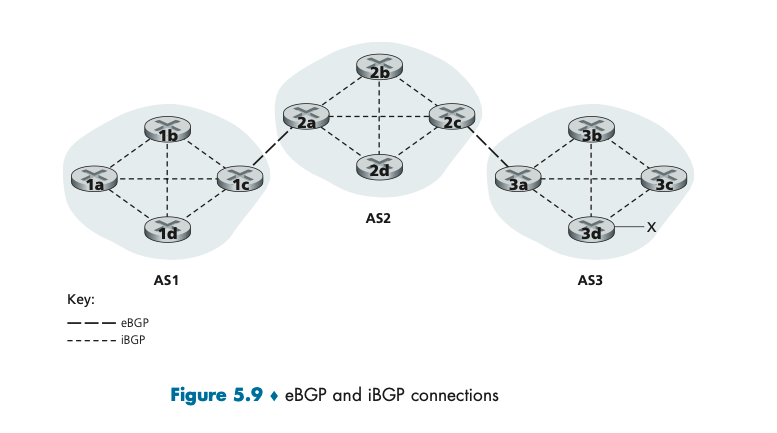 2b
2a
2c
1b
3b
2d
1a
1c
3a
3c
AS2
1d
3d
X
AS1
AS3
Key:
eBGP
iBGP
Figure 5.9 ♦ eBGP and iBGP connections